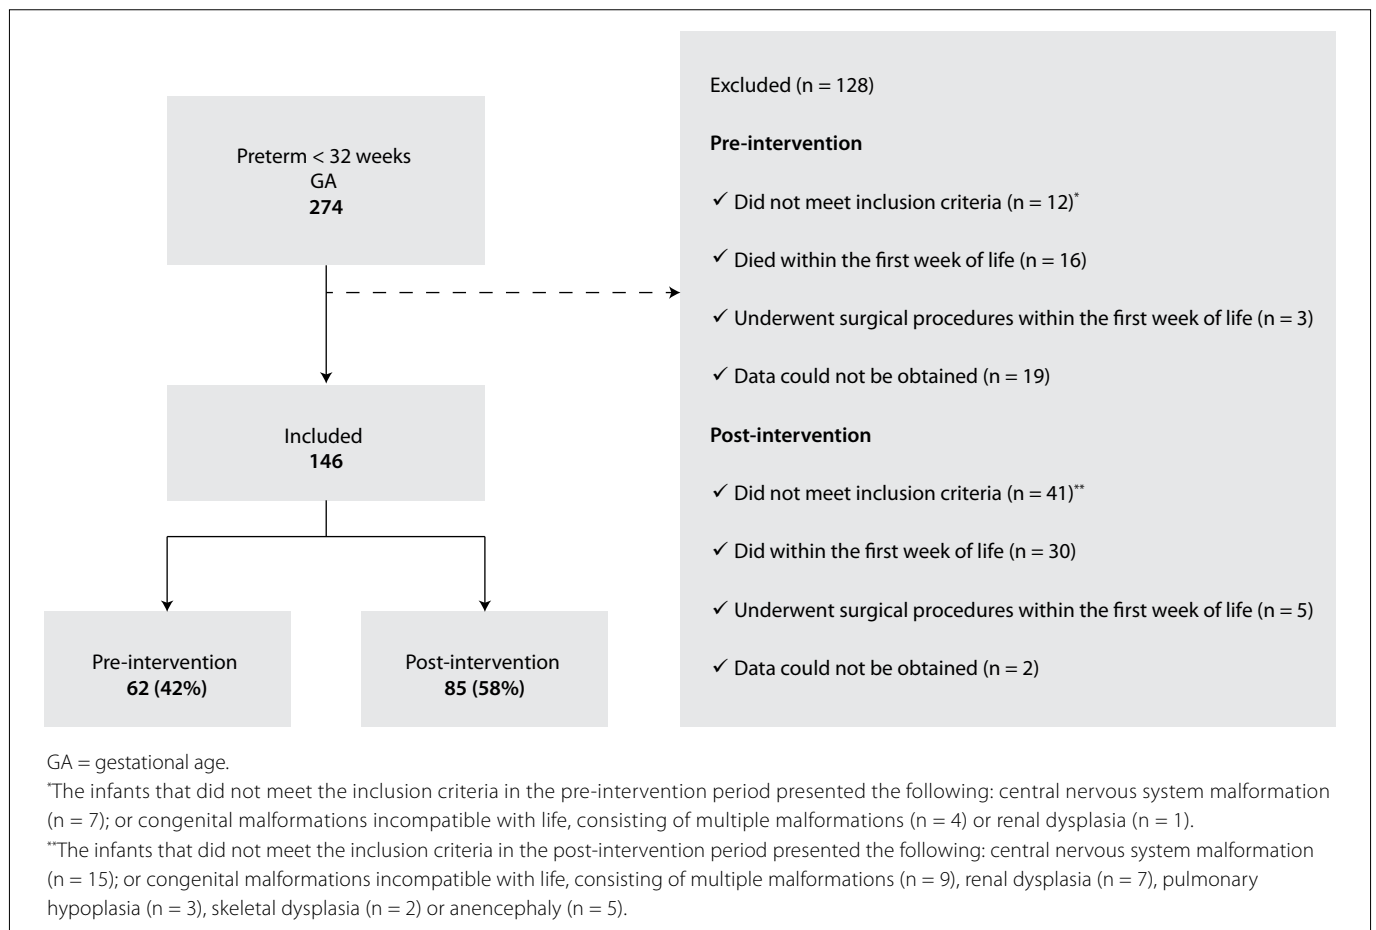 Preterm < 32 weeks
GA
274
Included
146
Pre-intervention
62 (42%)
Post-intervention
85 (58%)
Excluded (n = 128)
Pre-intervention
✓ Did not meet inclusion criteria (n = 12)*
✓ Died within the first week of life (n = 16)
✓ Underwent surgical procedures within the first week of life (n = 3)
✓ Data could not be obtained (n = 19)
Post-intervention
✓ Did not meet inclusion criteria (n = 41)**
✓ Did within the first week of life (n = 30)
✓ Underwent surgical procedures within the first week of life (n = 5)
✓ Data could not be obtained (n = 2)
GA = gestational age.
*The infants that did not meet the inclusion criteria in the pre-intervention period presented the following: central nervous system malformation
(n = 7); or congenital malformations incompatible with life, consisting of multiple malformations (n = 4) or renal dysplasia (n = 1).
**The infants that did not meet the inclusion criteria in the post-intervention period presented the following: central nervous system malformation
(n = 15); or congenital malformations incompatible with life, consisting of multiple malformations (n = 9), renal dysplasia (n = 7), pulmonary
hypoplasia (n = 3), skeletal dysplasia (n = 2) or anencephaly (n = 5).